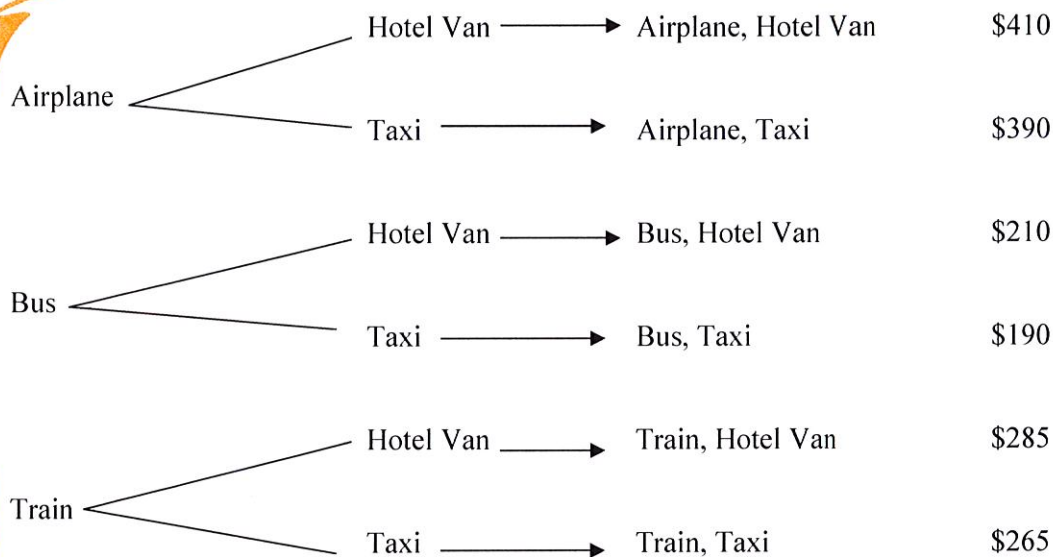 Hotel Van Airplane, Hotel Van $410
Airplane
Taxi Airplane, Taxi $390
Hotel Van Bus, Hotel Van $210
Bus
Taxi Bus, Taxi $190
Hotel Van Train, Hotel Van $285
Train
Taxi Train, Taxi $265